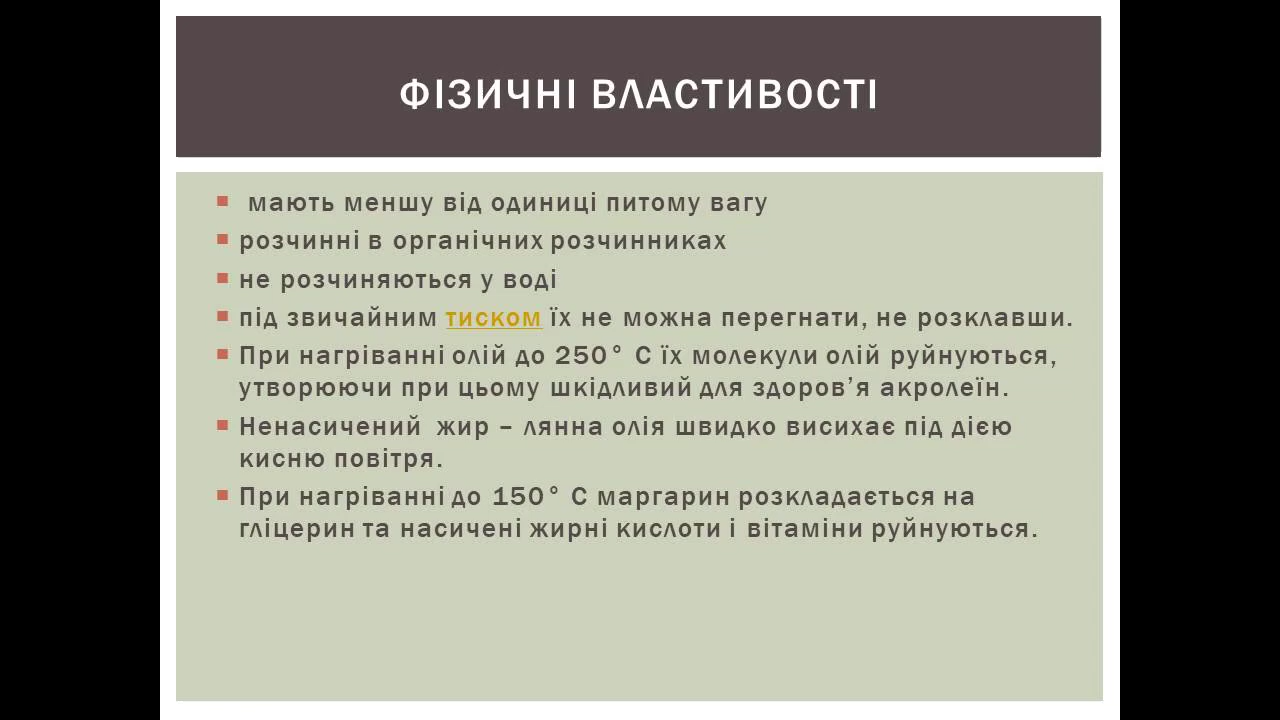 ФІЗИЧНІ ВЛАСТИВОСТІ
мають меншу від одиниці питому вагу
розчинні в органічних розчинниках
не розчиняються у воді
під звичайним тиском їх не можна перегнати, не розклавши.
При нагріванні олій до 250° С їх молекули олій руйнуються,
утворюючи при цьому шкідливий для здоров’я акролеїн.
Ненасичений жир – лянна олія швидко висихає під дією
кисню повітря.
При нагріванні до 150° С маргарин розкладається на
гліцерин та насичені жирні кислоти і вітаміни руйнуються.